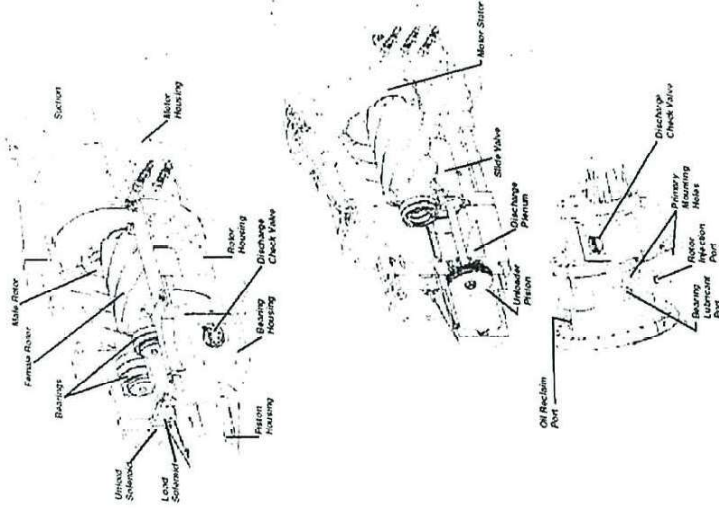 Suction
Motor
Housing
Male Rotor
Female Rotor
Bearings
Unload
Solenoid
Load
Solenoid
Piston
Housing
Bearing
Housing
Discharge
Check Valve
Rotor
Housing
Motor Stator
Slide Valve
Discharge
Plenum
Unloader
Piston
Oil Reclaim
Port
Discharge
Check Valve
Primary
Mounting
Holes
Rotor
Injection
Port
Bearing
Lubricant
Port